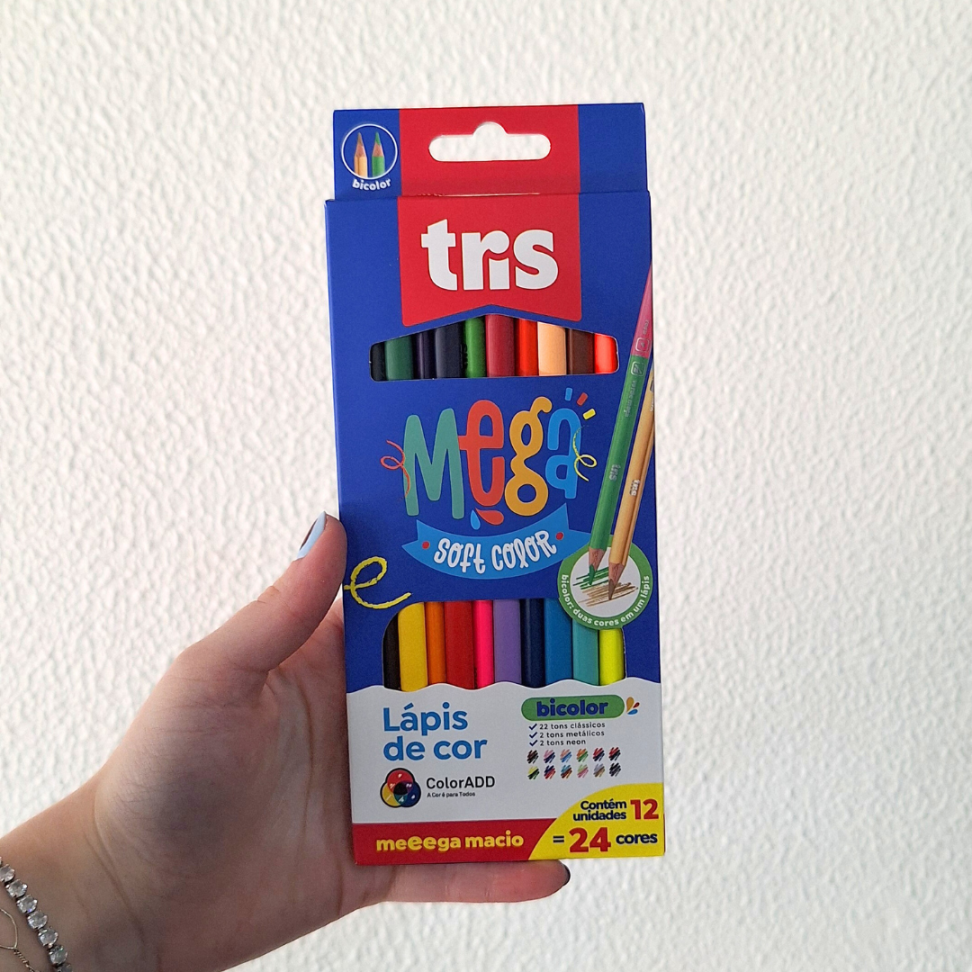 bicolor
tris
Mega
soft color
bicolor: duas cores em um lápis
Lápis
de cor
bicolor
22 tons clássicos
2 tons metálicos
2 tons neon
ColorADD
A Cor é para Todos
meeega macio
Contém 12
unidades
= 24 cores